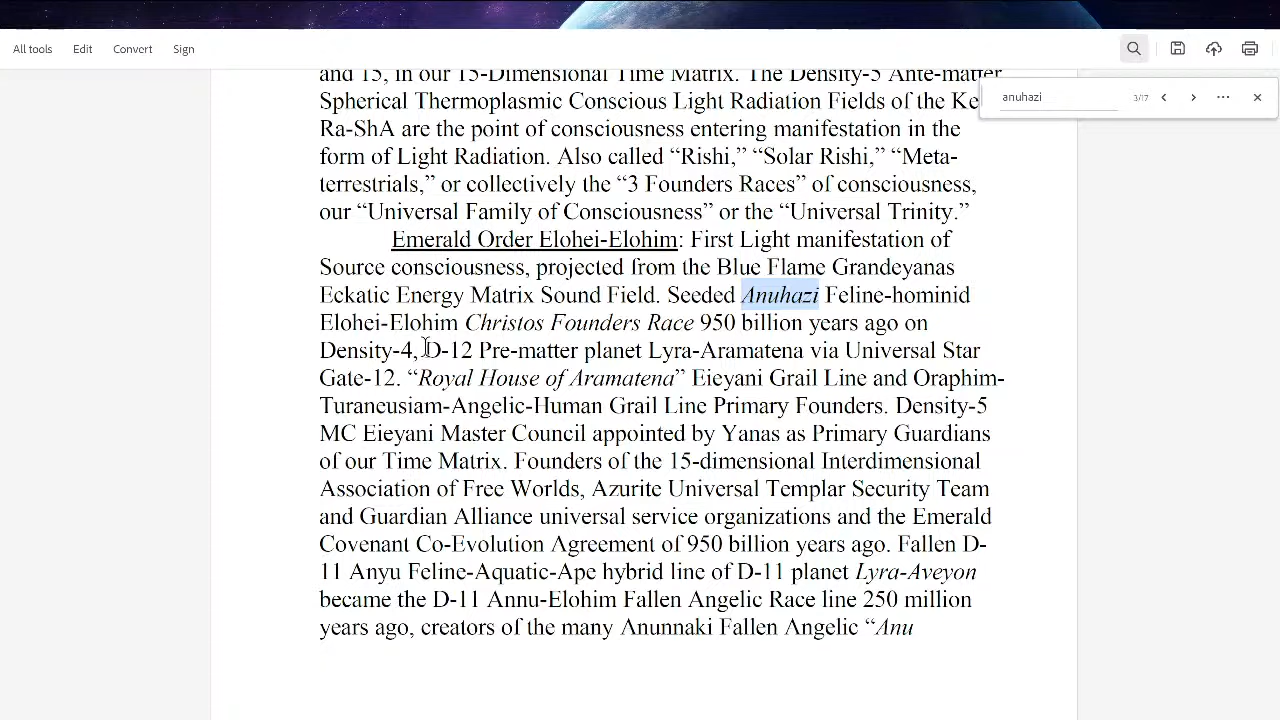 All tools Edit Convert Sign
anuhazi 3/17
and 15, in our 15-Dimensional Time Matrix. The Density-5 Ante-matter
Spherical Thermoplasmic Conscious Light Radiation Fields of the Ke
Ra-ShA are the point of consciousness entering manifestation in the
form of Light Radiation. Also called “Rishi,” “Solar Rishi,” “Meta-
terrestrials,” or collectively the “3 Founders Races” of consciousness,
our “Universal Family of Consciousness” or the “Universal Trinity.”
Emerald Order Elohei-Elohim: First Light manifestation of
Source consciousness, projected from the Blue Flame Grandeyanas
Eckatic Energy Matrix Sound Field. Seeded Anuhazi Feline-hominid
Elohei-Elohim Christos Founders Race 950 billion years ago on
Density-4, D-12 Pre-matter planet Lyra-Aramatena via Universal Star
Gate-12. “Royal House of Aramatena” Eieyani Grail Line and Oraphim-
Turaneusiam-Angelic-Human Grail Line Primary Founders. Density-5
MC Eieyani Master Council appointed by Yanas as Primary Guardians
of our Time Matrix. Founders of the 15-dimensional Interdimensional
Association of Free Worlds, Azurite Universal Templar Security Team
and Guardian Alliance universal service organizations and the Emerald
Covenant Co-Evolution Agreement of 950 billion years ago. Fallen D-
11 Anyu Feline-Aquatic-Ape hybrid line of D-11 planet Lyra-Aveyon
became the D-11 Annu-Elohim Fallen Angelic Race line 250 million
years ago, creators of the many Anunnaki Fallen Angelic “Anu